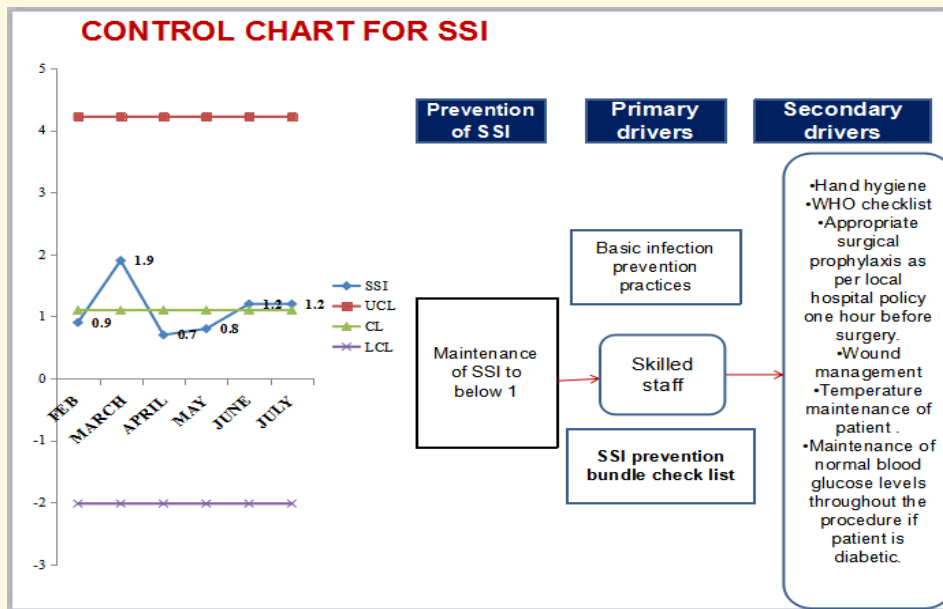 CONTROL CHART FOR SSI
5
4
3
2
1
0
-1
-2
-3
0.9
1.9
0.7
0.8
1.2
1.2
FEB
MARCH
APRIL
MAY
JUNE
JULY
SSI
UCL
CL
LCL
Prevention
of SSI
Maintenance
of SSI to
below 1
Primary
drivers
Basic infection
prevention
practices
Skilled
staff
SSI prevention
bundle check list
Secondary
drivers
•Hand hygiene
•WHO checklist
•Appropriate
surgical
prophylaxis as
per local
hospital policy
one hour before
surgery.
•Wound
management
•Temperature
maintenance of
patient .
•Maintenance of
normal blood
glucose levels
throughout the
procedure if
patient is
diabetic.